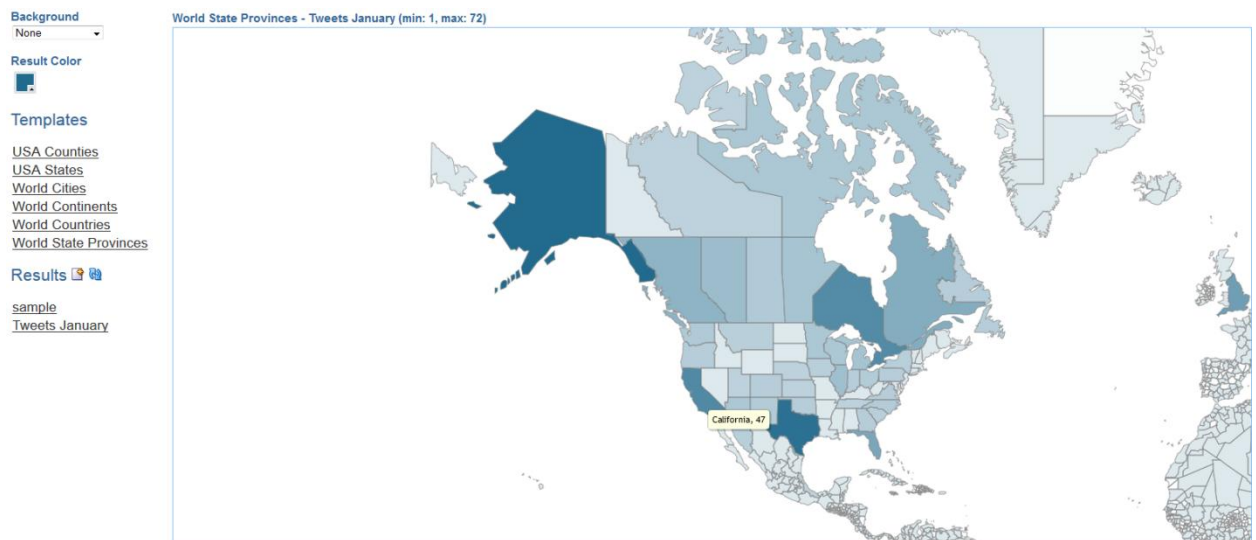 Background
None
Result Color
Templates
USA Counties
USA States
World Cities
World Continents
World Countries
World State Provinces
Results
sample
Tweets January
World State Provinces - Tweets January (min: 1, max: 72)
California, 47